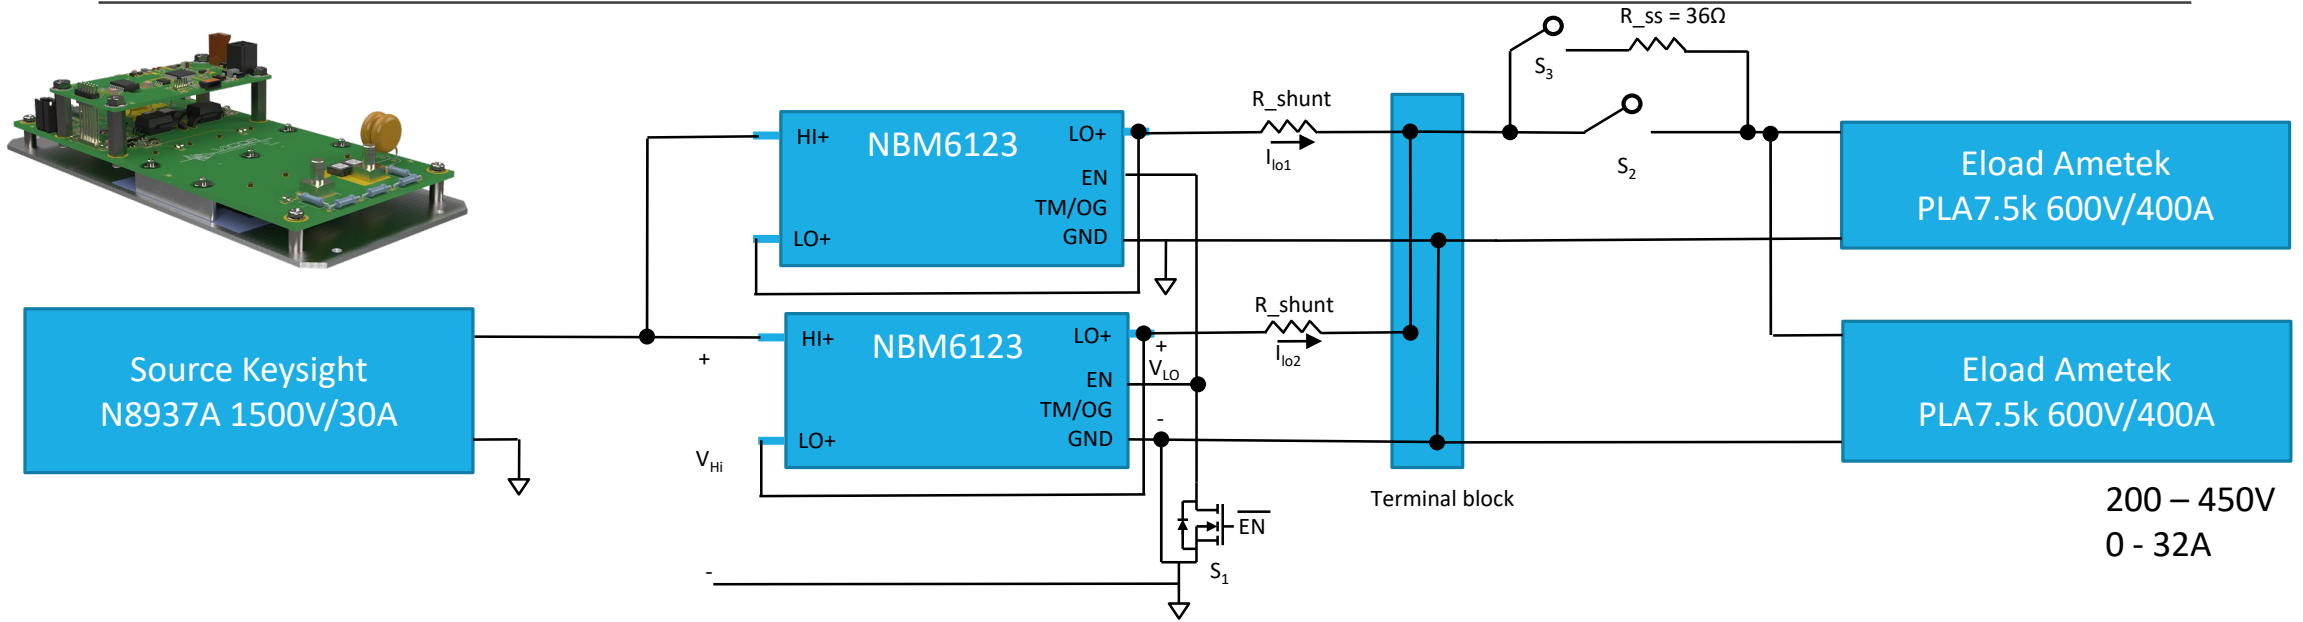 R_ss = 36Ω
S3
S2
HI+
NBM6123
LO+
EN
TM/OG
GND
LO+
R_shunt
Ilo1
Eload Ametek
PLA7.5k 600V/400A
Source Keysight
N8937A 1500V/30A
+
VHi
-
HI+
NBM6123
LO+
EN
TM/OG
GND
LO+
+
VLO
-
R_shunt
Ilo2
Terminal block
EN
S1
Eload Ametek
PLA7.5k 600V/400A
200 – 450V
0 - 32A